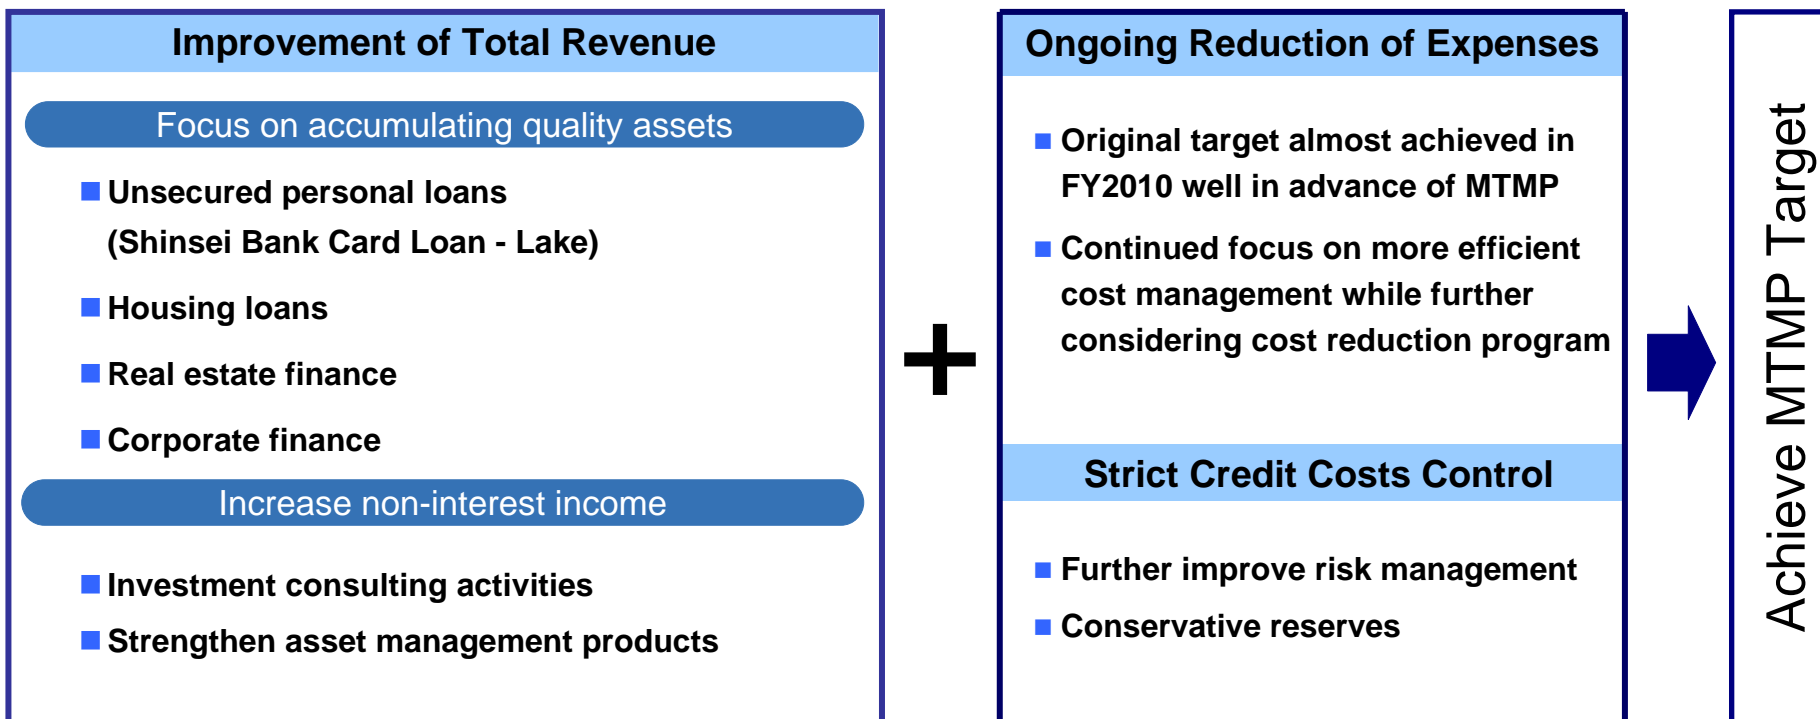 Improvement of Total Revenue
Focus on accumulating quality assets
Unsecured personal loans
(Shinsei Bank Card Loan - Lake)
Housing loans
Real estate finance
Corporate finance
Increase non-interest income
Investment consulting activities
Strengthen asset management products
+
Ongoing Reduction of Expenses
Original target almost achieved in
FY2010 well in advance of MTMP
Continued focus on more efficient
cost management while further
considering cost reduction program
Strict Credit Costs Control
Further improve risk management
Conservative reserves
Achieve MTMP Target